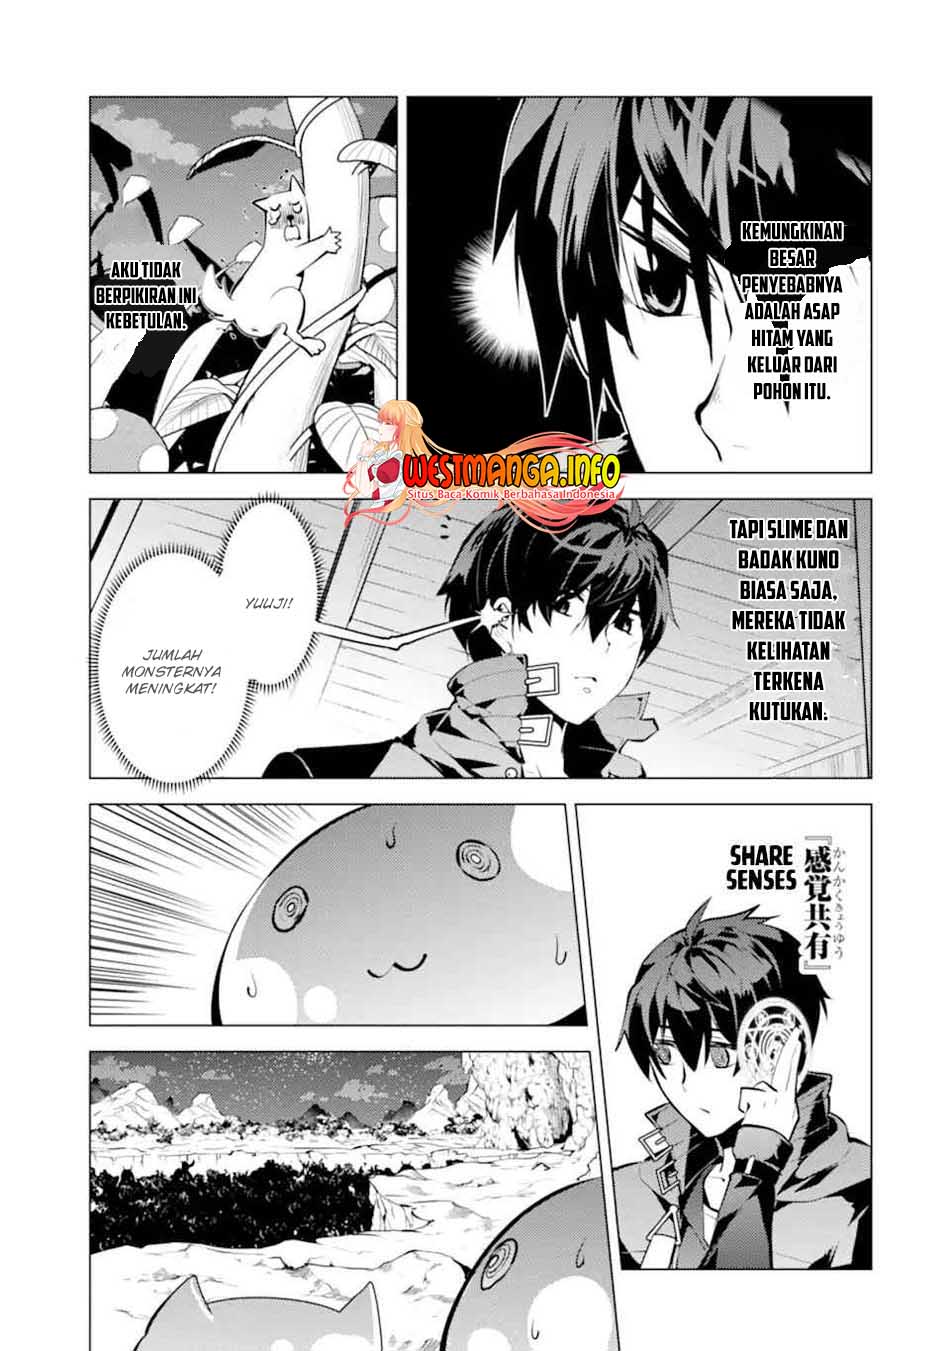 KEMUNGKINAN
BESAR
PENYEBABNYA
ADALAH ASAP
HITAM YANG
KELUAR DARI
POHON ITU.
AKU TIDAK
BERPIKIRAN INI
KEBETULAN.
WESTMANGA.INFO
Situs Baca Komik Berbahasa Indonesia
TAPI SLIME DAN
BADAK KUNO
BIASA SAJA,
MEREKA TIDAK
KELIHATAN
TERKENA
KUTUKAN.
YUUJI!
JUMLAH
MONSTERNYA
MENINGKAT!
『感覚共有』
かんかくきょうゆう
SHARE
SENSES